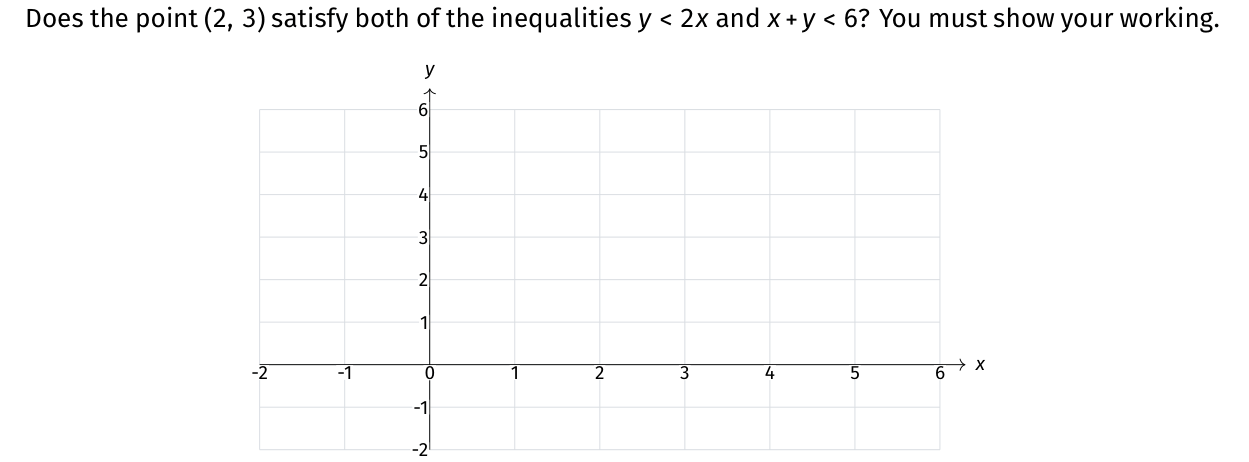 Does the point (2, 3) satisfy both of the inequalities y < 2x and x + y < 6? You must show your working.
y
6
5
4
3
2
1
-2 -1 0 1 2 3 4 5 6 x
-1
-2